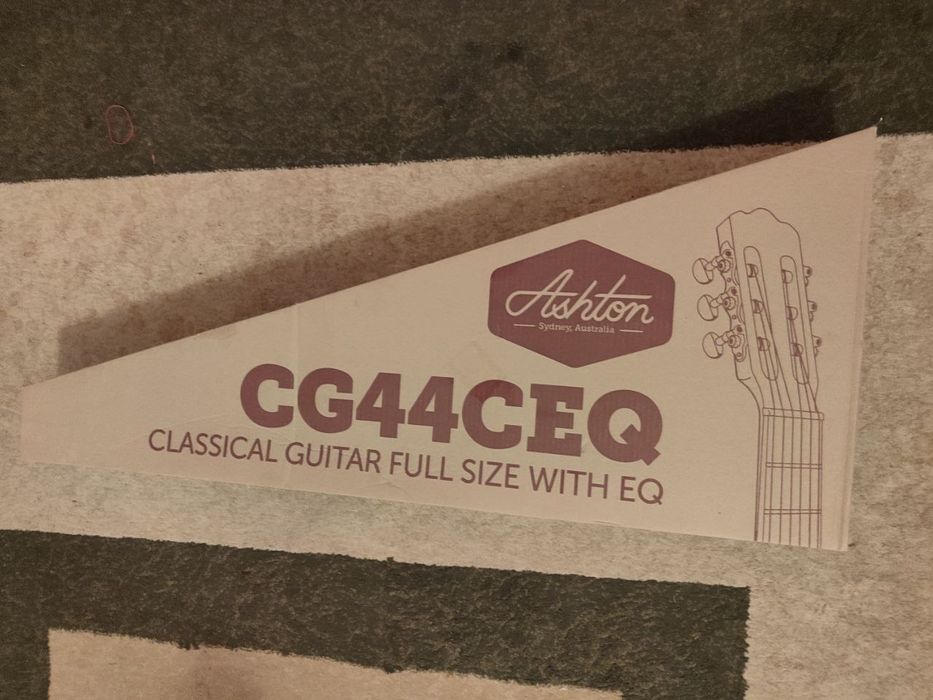 Ashton
Sydney, Australia
CG44CEQ
CLASSICAL GUITAR FULL SIZE WITH EQ